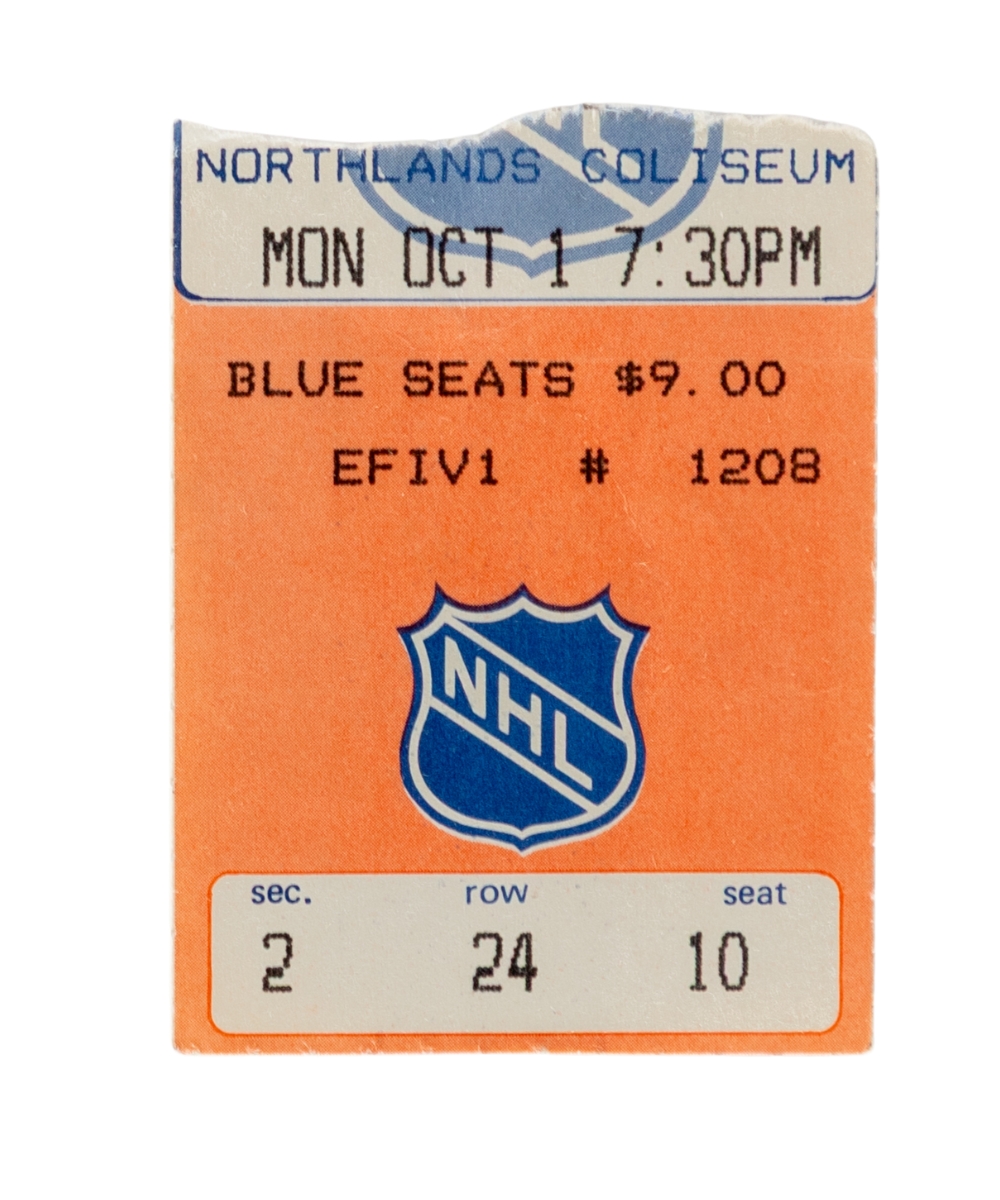 NORTHLANDS COLISEUM
MON OCT 1 7:30PM
BLUE SEATS $9.00
EFIV1 # 1208
NHL
sec. row seat
2 24 10